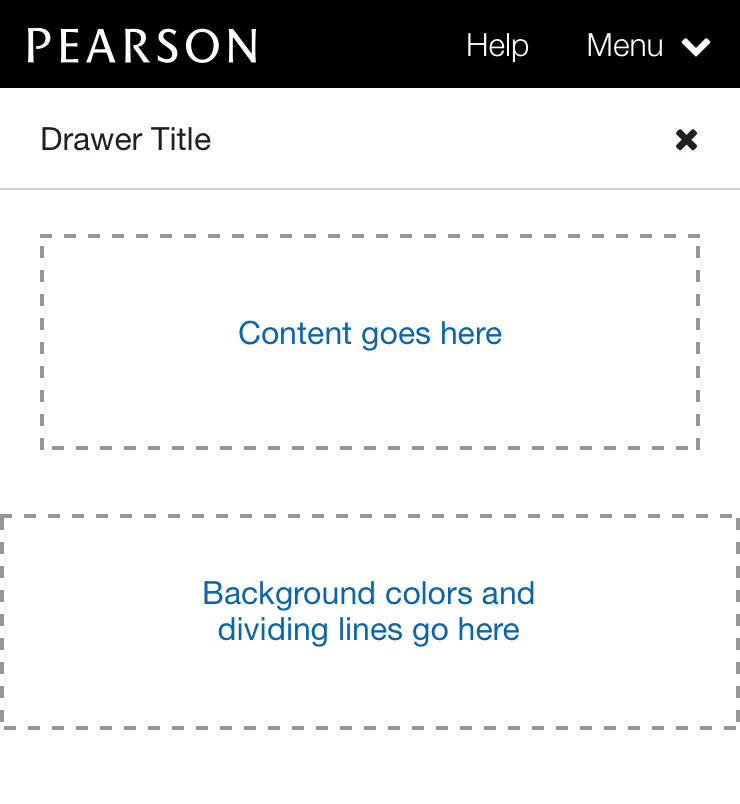 PEARSON Help Menu
Drawer Title
Content goes here
Background colors and
dividing lines go here